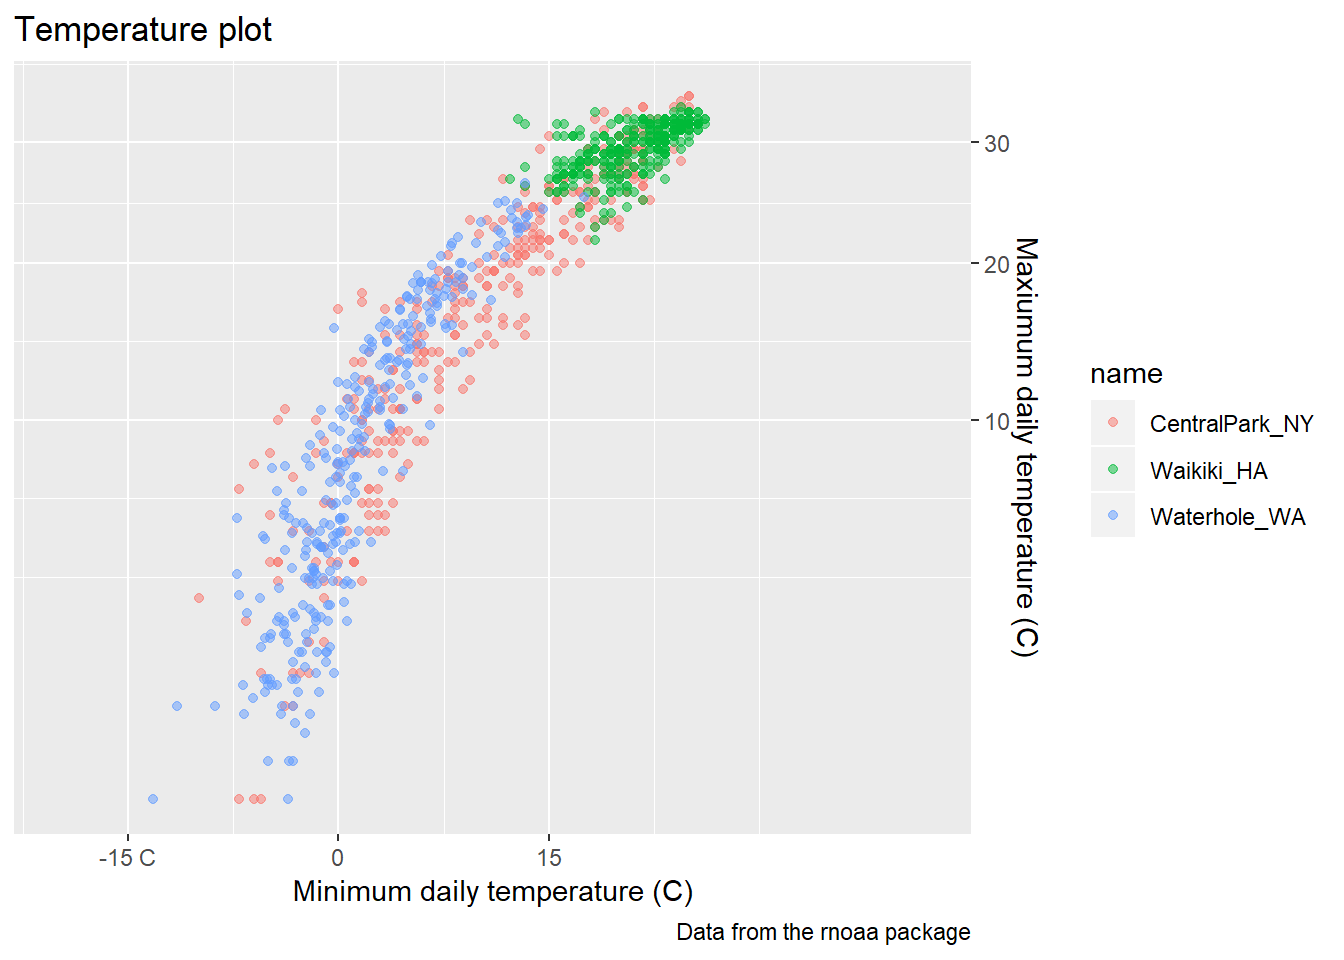 Temperature plot
30
20
10
Maxiumum daily temperature (C)
-15 C
0
15
Minimum daily temperature (C)
Data from the rnoaa package
name
CentralPark_NY
Waikiki_HA
Waterhole_WA